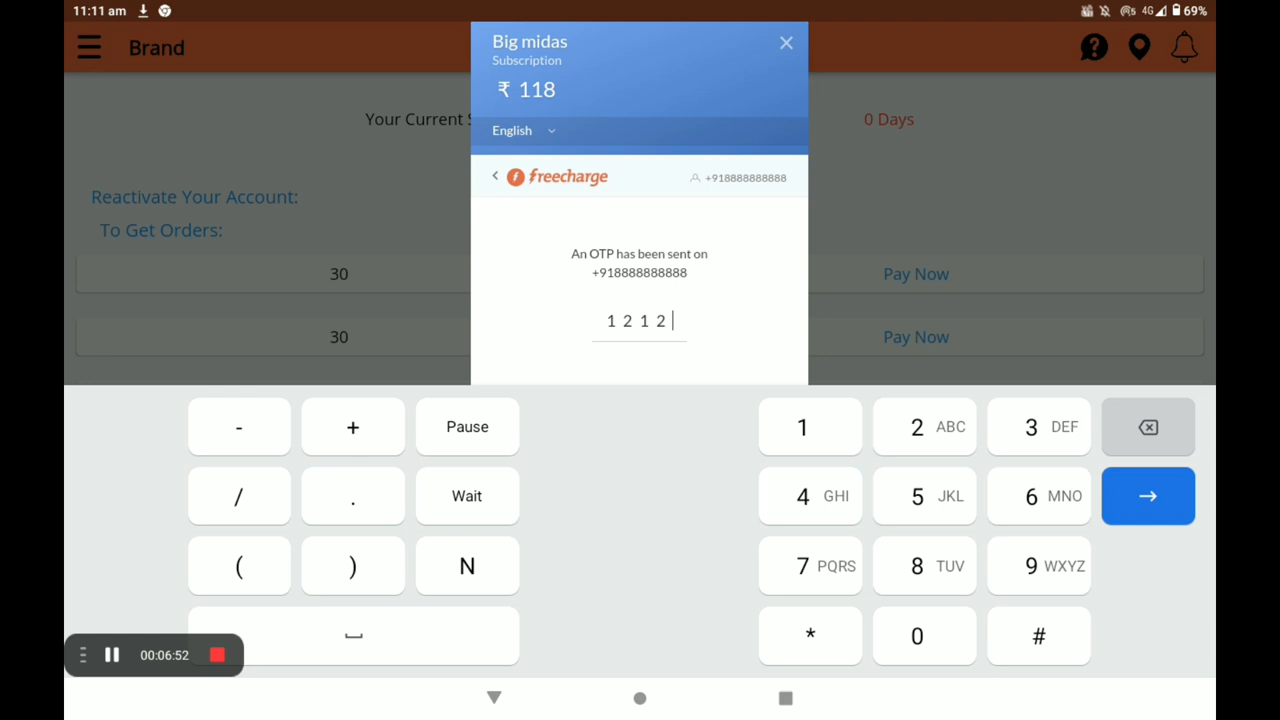 11:11 am
4G 69%
Brand
Big midas
Subscription
₹ 118
English
freecharge
+918888888888
An OTP has been sent on
+918888888888
1 2 1 2
Your Current S
0 Days
Reactivate Your Account:
To Get Orders:
30
Pay Now
30
Pay Now
- + Pause
1 2 ABC 3 DEF
/ . Wait
4 GHI 5 JKL 6 MNO
( ) N
7 PQRS 8 TUV 9 WXYZ
* 0 #
00:06:52